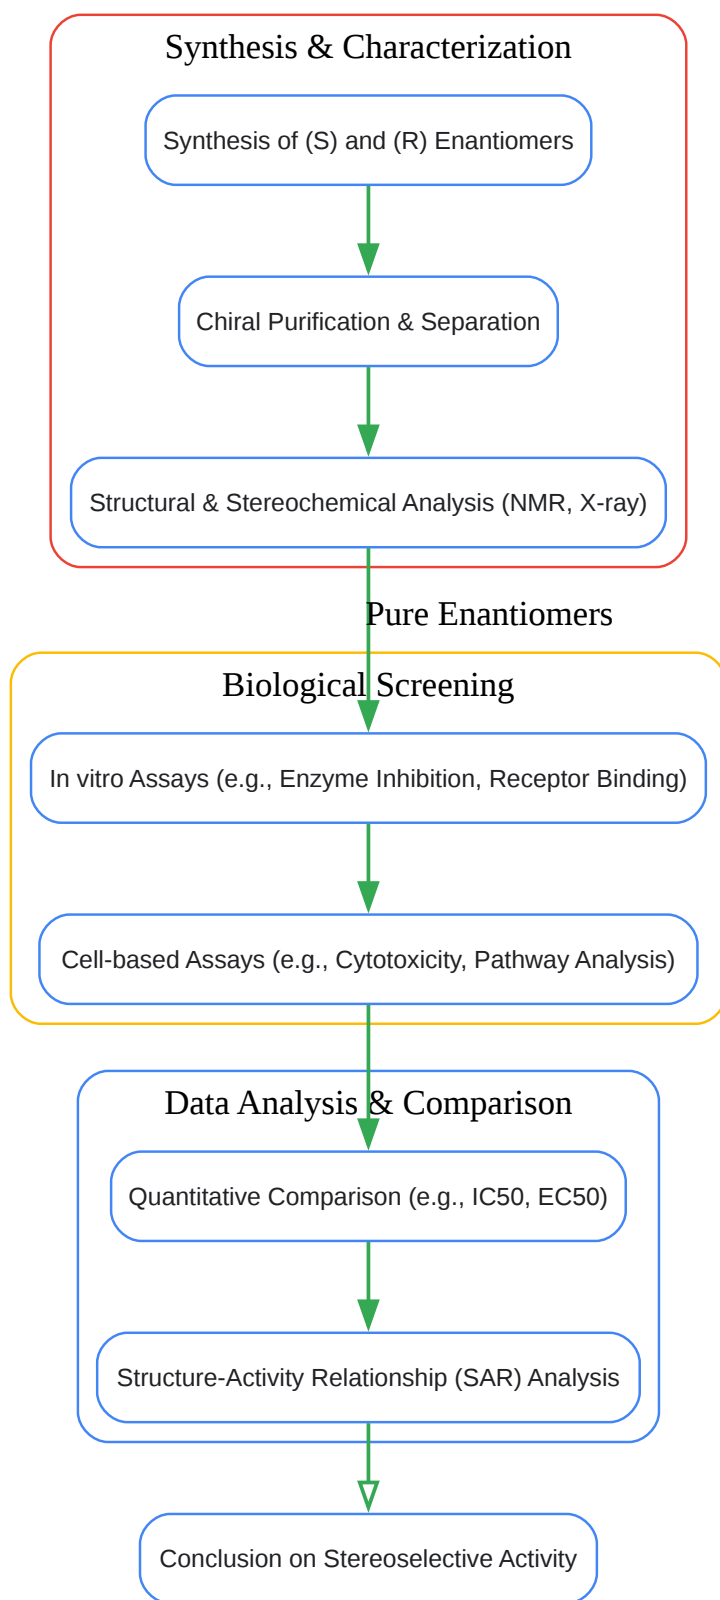 Synthesis & Characterization
Synthesis of (S) and (R) Enantiomers
Chiral Purification & Separation
Structural & Stereochemical Analysis (NMR, X-ray)
Pure Enantiomers
Biological Screening
In vitro Assays (e.g., Enzyme Inhibition, Receptor Binding)
Cell-based Assays (e.g., Cytotoxicity, Pathway Analysis)
Data Analysis & Comparison
Quantitative Comparison (e.g., IC50, EC50)
Structure-Activity Relationship (SAR) Analysis
Conclusion on Stereoselective Activity